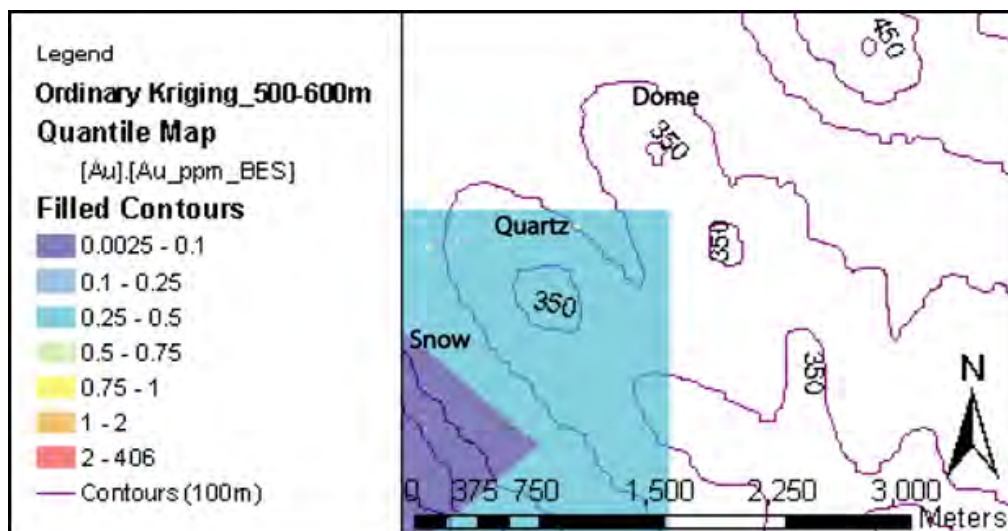 Legend
Ordinary Kriging_500-600m
Quantile Map
[Au].[Au_ppm_BES]
Filled Contours
0.0025 - 0.1
0.1 - 0.25
0.25 - 0.5
0.5 - 0.75
0.75 - 1
1 - 2
2 - 406
Contours (100m)
450
Dome
350
Quartz
350
350
Snow
350
N
0 375 750 1,500 2,250 3,000
Meters